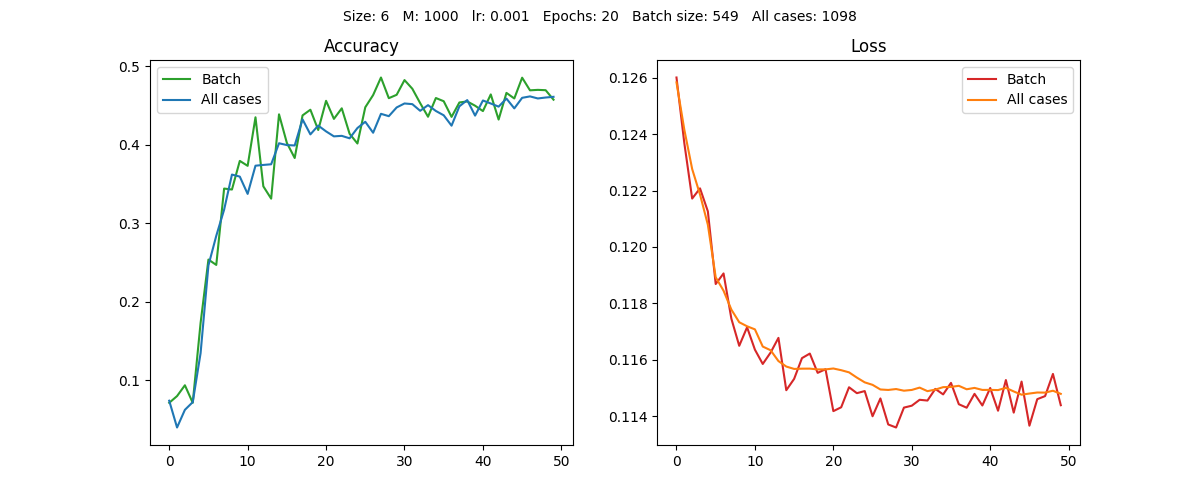 Size: 6   M: 1000   lr: 0.001   Epochs: 20   Batch size: 549   All cases: 1098
Accuracy
Batch
All cases
0.5
0.4
0.3
0.2
0.1
0 10 20 30 40 50
Loss
Batch
All cases
0.126
0.124
0.122
0.120
0.118
0.116
0.114
0 10 20 30 40 50